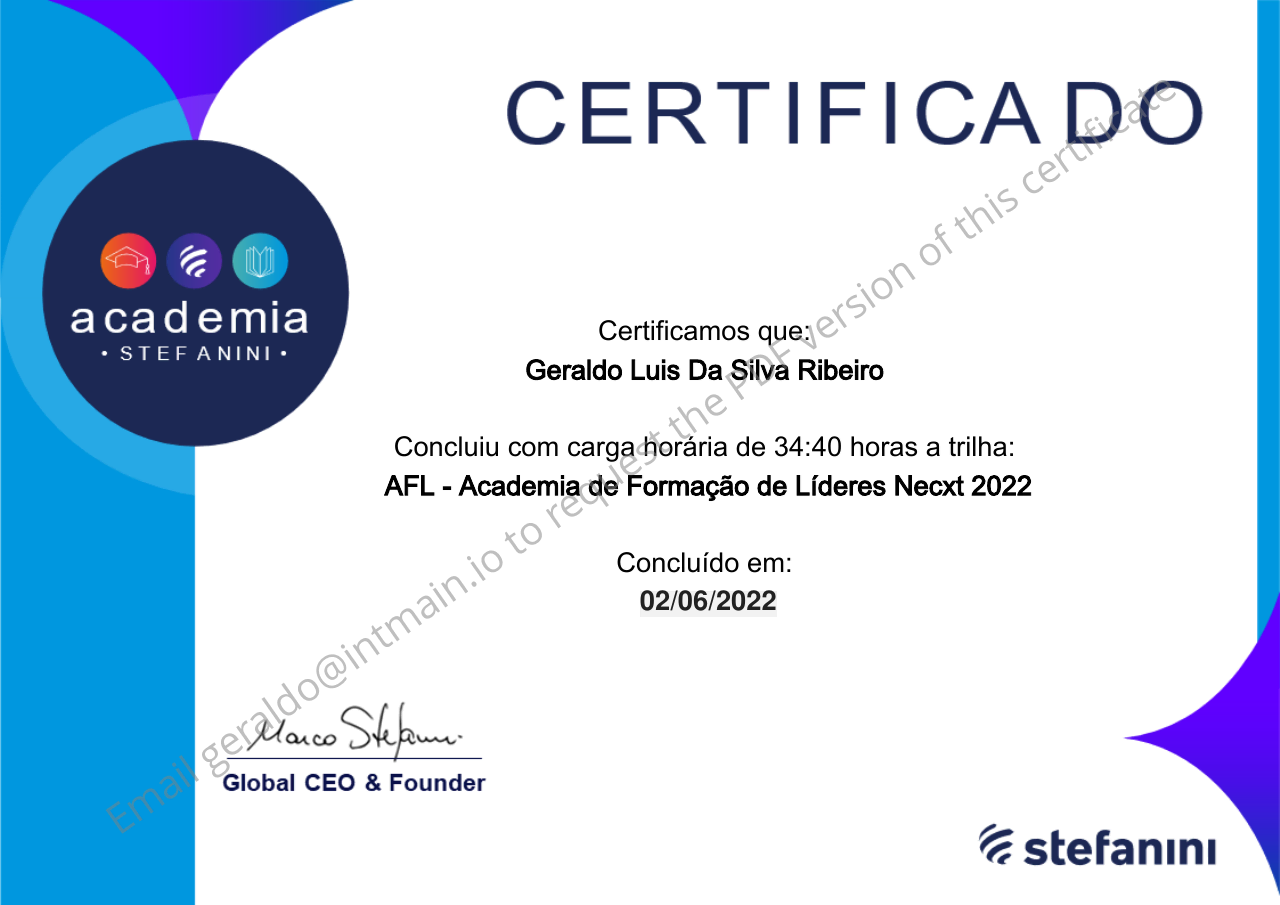 CERTIFICADO
academia
• STEFANINI •
Certificamos que:
Geraldo Luis Da Silva Ribeiro
Concluiu com carga horária de 34:40 horas a trilha:
AFL - Academia de Formação de Líderes Necxt 2022
Concluído em:
02/06/2022
Email geraldo@intmain.io to request the PDF version of this certificate
Marco Stefanini
Global CEO & Founder
stefanini